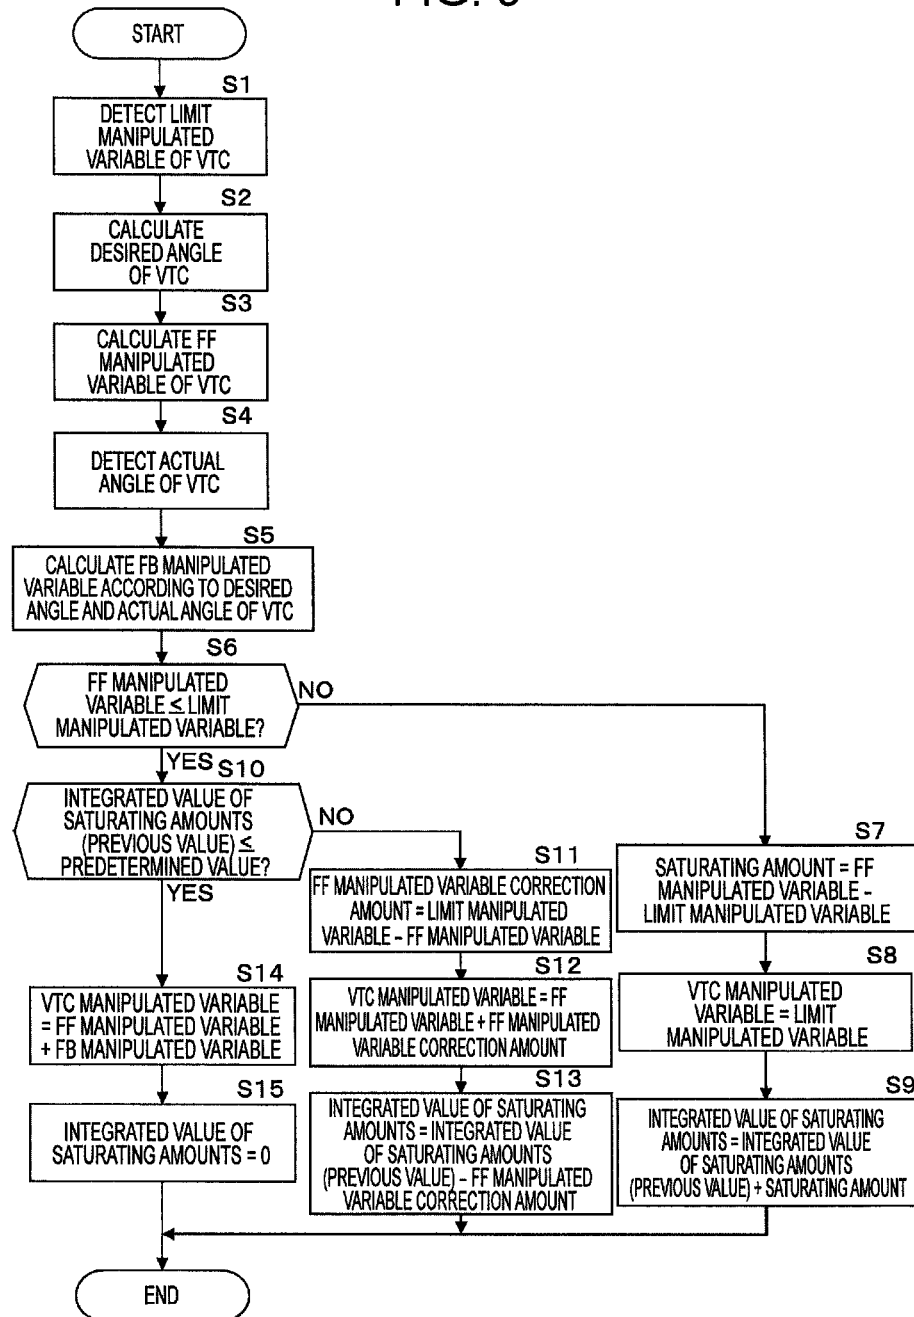 START
S1
DETECT LIMIT
MANIPULATED
VARIABLE OF VTC
S2
CALCULATE
DESIRED ANGLE
OF VTC
S3
CALCULATE FF
MANIPULATED
VARIABLE OF VTC
S4
DETECT ACTUAL
ANGLE OF VTC
S5
CALCULATE FB MANIPULATED
VARIABLE ACCORDING TO DESIRED
ANGLE AND ACTUAL ANGLE OF VTC
S6
FF MANIPULATED
VARIABLE ≤ LIMIT
MANIPULATED VARIABLE?
NO
YES
S10
INTEGRATED VALUE OF
SATURATING AMOUNTS
(PREVIOUS VALUE) ≤
PREDETERMINED VALUE?
NO
YES
S7
SATURATING AMOUNT = FF
MANIPULATED VARIABLE –
LIMIT MANIPULATED VARIABLE
S11
FF MANIPULATED VARIABLE CORRECTION
AMOUNT = LIMIT MANIPULATED
VARIABLE – FF MANIPULATED VARIABLE
S8
VTC MANIPULATED
VARIABLE = LIMIT
MANIPULATED VARIABLE
S12
VTC MANIPULATED VARIABLE = FF
MANIPULATED VARIABLE + FF MANIPULATED
VARIABLE CORRECTION AMOUNT
S14
VTC MANIPULATED VARIABLE
= FF MANIPULATED VARIABLE
+ FB MANIPULATED VARIABLE
S15
INTEGRATED VALUE OF
SATURATING AMOUNTS = 0
S13
INTEGRATED VALUE OF SATURATING
AMOUNTS = INTEGRATED VALUE
OF SATURATING AMOUNTS
(PREVIOUS VALUE) – FF MANIPULATED
VARIABLE CORRECTION AMOUNT
S9
INTEGRATED VALUE OF SATURATING
AMOUNTS = INTEGRATED VALUE
OF SATURATING AMOUNTS
(PREVIOUS VALUE) + SATURATING AMOUNT
END